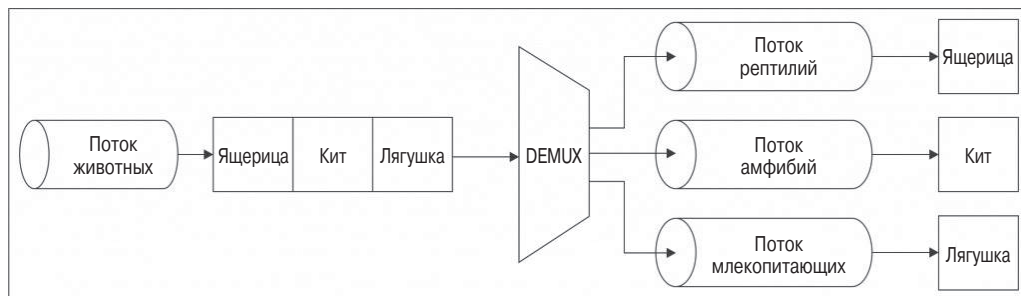 Поток
животных
Ящерица
Кит
Лягушка
DEMUX
Поток
рептилий
Ящерица
Поток
амфибий
Кит
Поток
млекопитающих
Лягушка